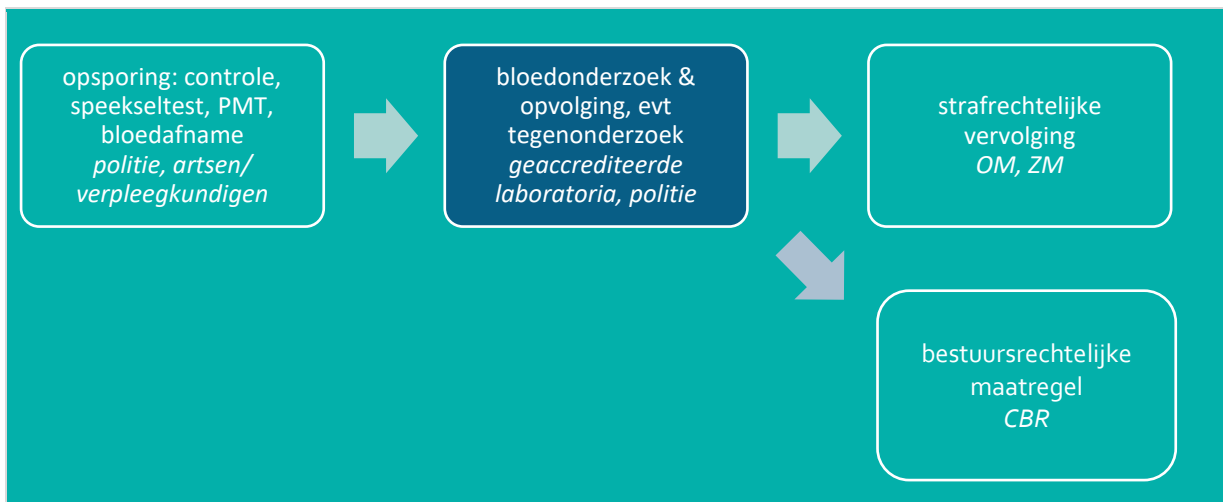 opsporing: controle,
speekseltest, PMT,
bloedafname
politie, artsen/
verpleegkundigen
bloedonderzoek &
opvolging, evt
tegenonderzoek
geaccrediteerde
laboratoria, politie
strafrechtelijke
vervolging
OM, ZM
bestuursrechtelijke
maatregel
CBR